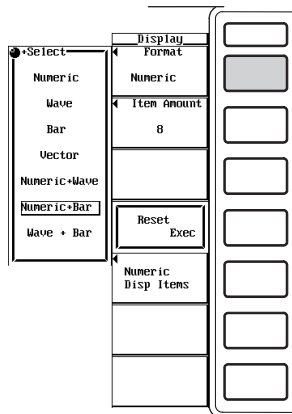 Display
Format
Numeric
Item Amount
8
Reset
Exec
Numeric
Disp Items
+Select
Numeric
Wave
Bar
Vector
Numeric+Wave
Numeric+Bar
Wave + Bar